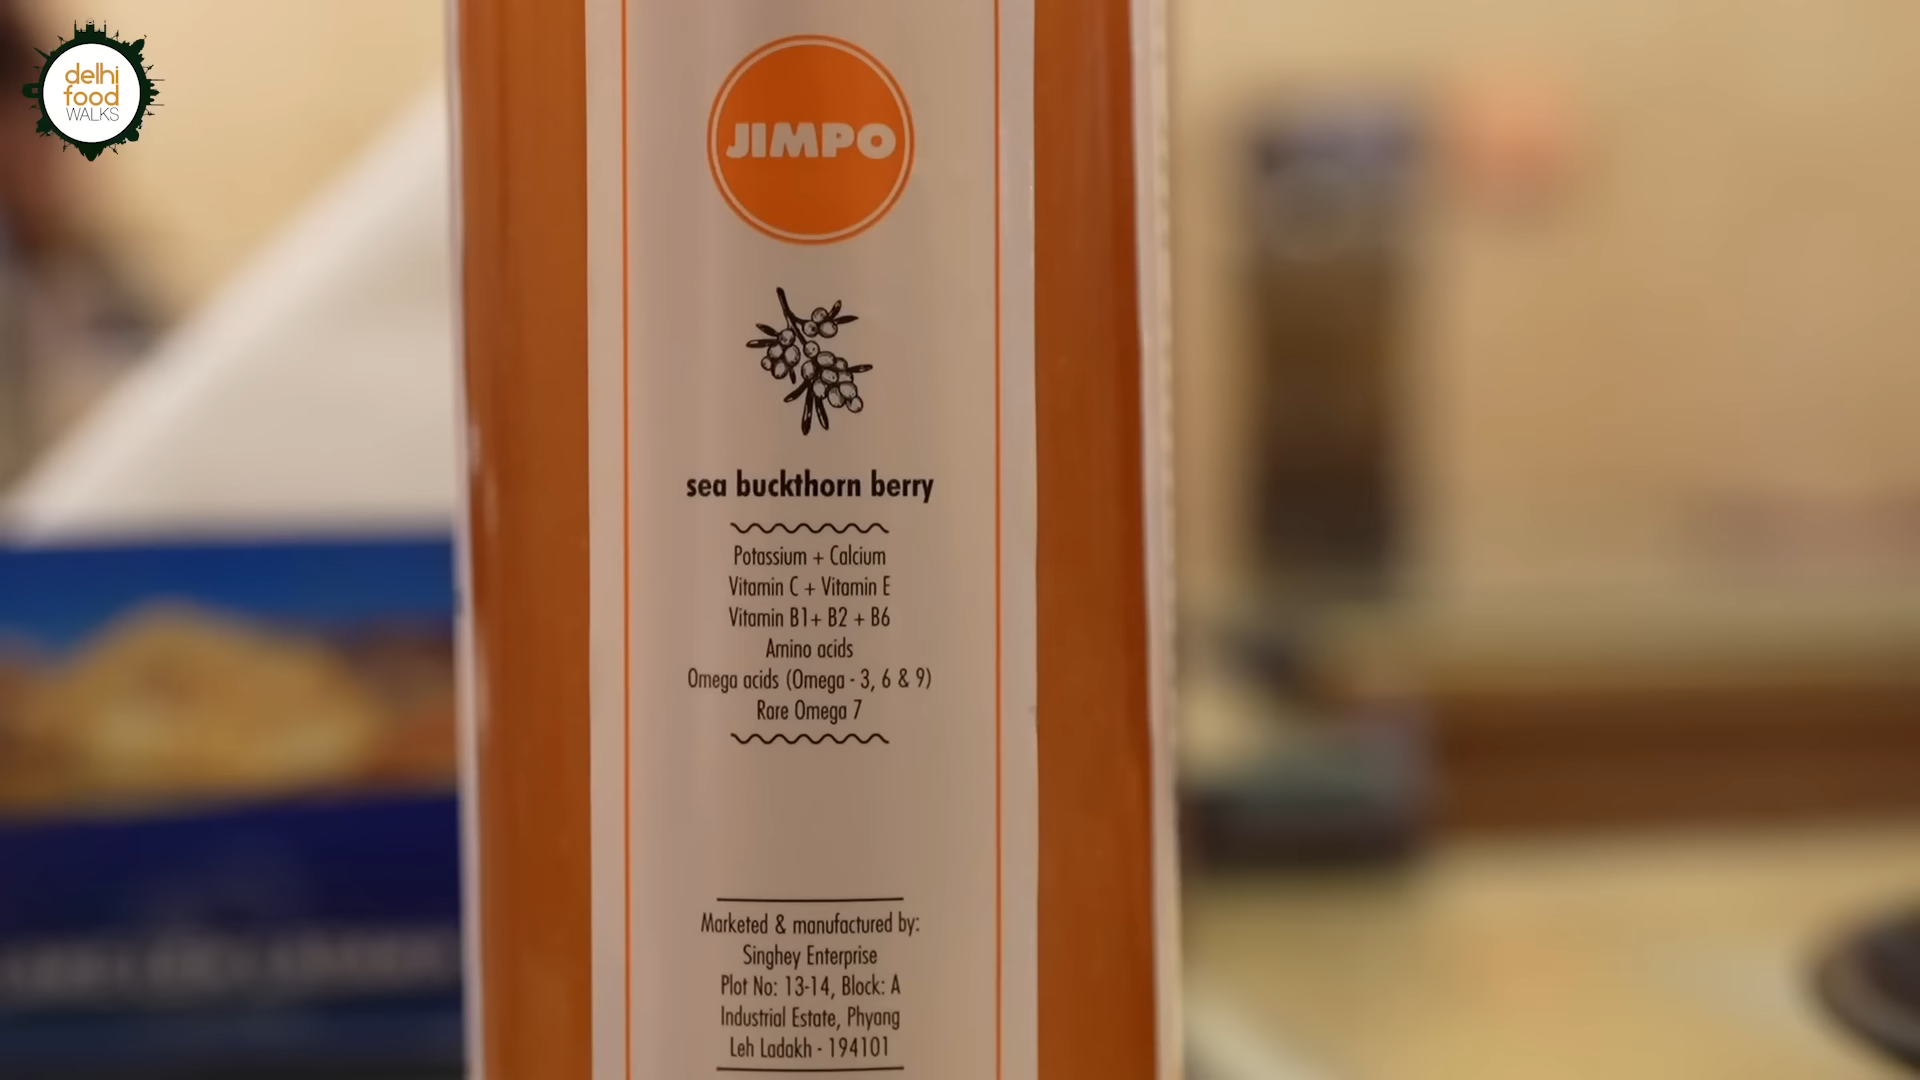 delhi
food
WALKS
JIMPO
sea buckthorn berry
Potassium + Calcium
Vitamin C + Vitamin E
Vitamin B1+ B2 + B6
Amino acids
Omega acids (Omega - 3, 6 & 9)
Rare Omega 7
Marketed & manufactured by:
Singhey Enterprise
Plot No: 13-14, Block: A
Industrial Estate, Phyang
Leh Ladakh - 194101